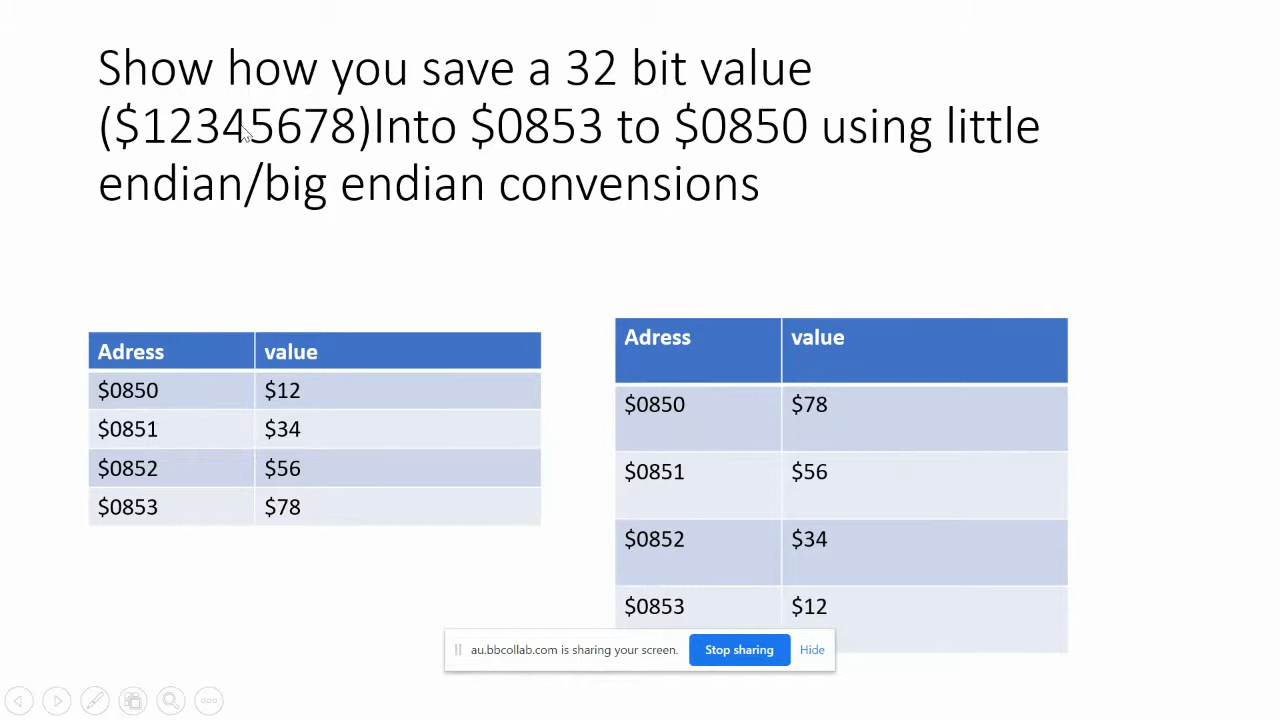 Show how you save a 32 bit value
($12345678)Into $0853 to $0850 using little
endian/big endian convensions
Adress value
$0850 $12
$0851 $34
$0852 $56
$0853 $78
Adress value
$0850 $78
$0851 $56
$0852 $34
$0853 $12
au.bbcollab.com is sharing your screen. Stop sharing Hide